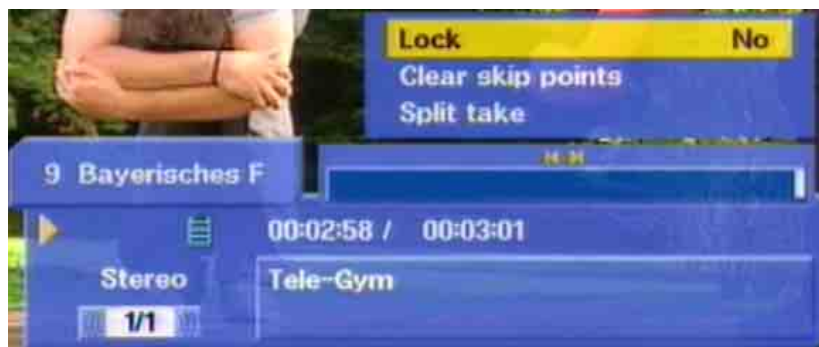 Lock No
Clear skip points
Split take
9 Bayerisches F
00:02:58 / 00:03:01
Stereo
Tele-Gym
1/1